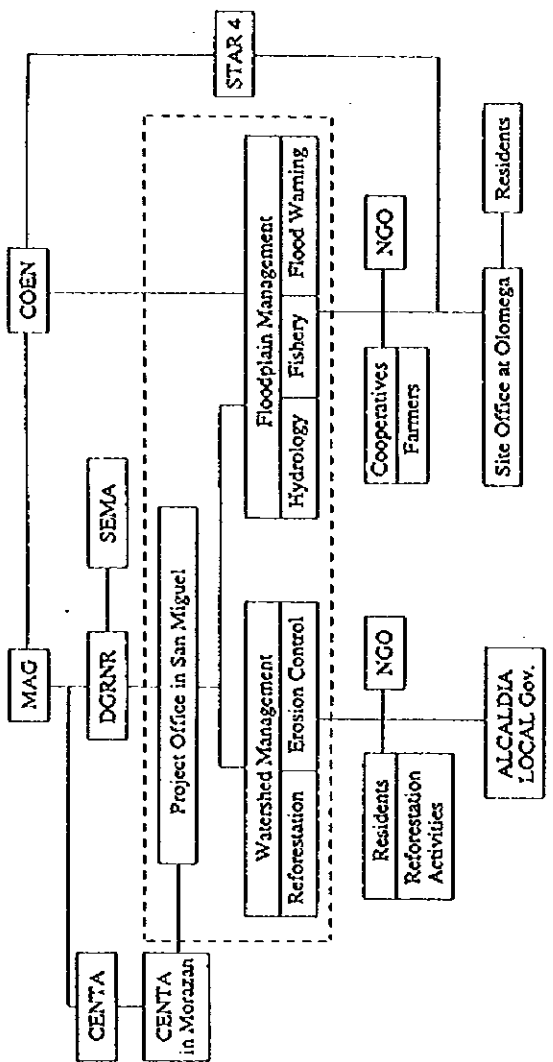 MAG
COEN
STAR 4
DGRNR
SEMA
CENTA
CENTA
in Morazan
Project Office in San Miguel
Watershed Management
Reforestation
Erosion Control
Floodplain Management
Hydrology
Fishery
Flood Warning
Residents
Reforestation
Activities
NGO
Cooperatives
Farmers
NGO
ALCALDIA
LOCAL Gov.
Site Office at Olomega
Residents